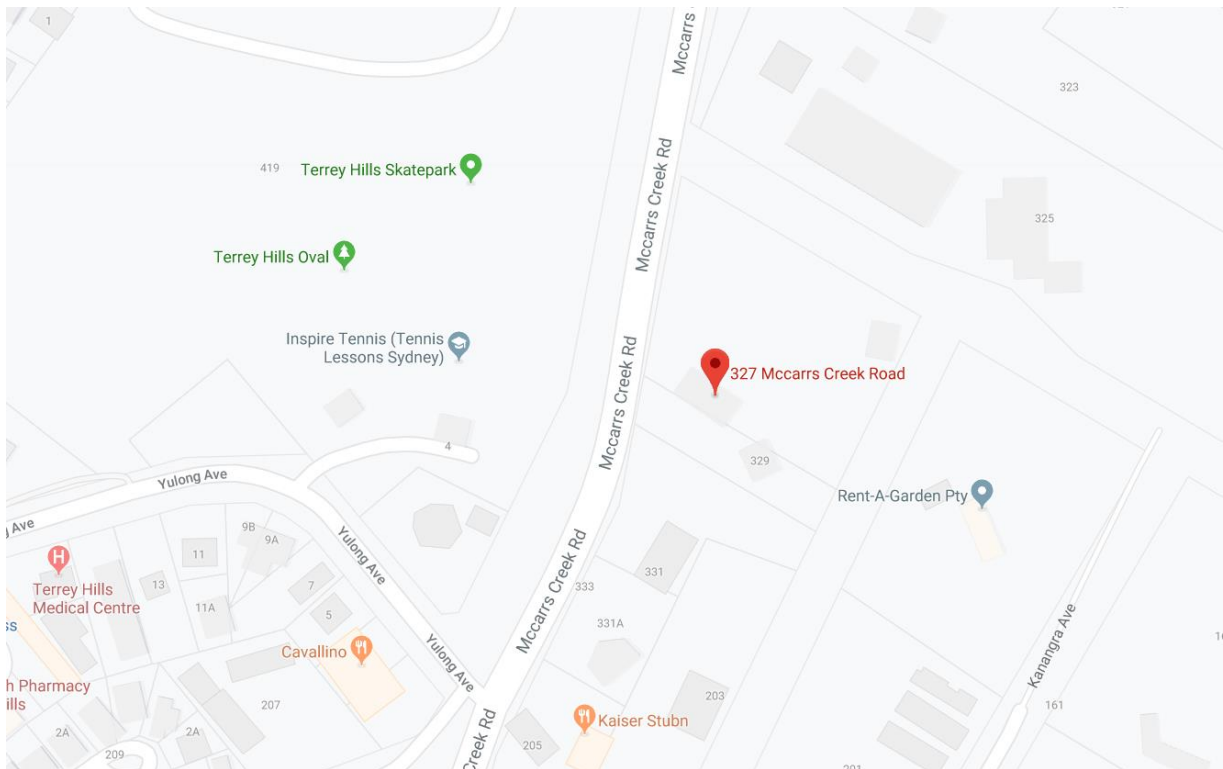 1
Mccarrs
323
419
Terrey Hills Skatepark
Mccarrs Creek Rd
325
Terrey Hills Oval
Inspire Tennis (Tennis
Lessons Sydney)
Mccarrs Creek Rd
327 Mccarrs Creek Road
4
329
Yulong Ave
Rent-A-Garden Pty
Ave
9B
9A
11
Yulong Ave
Mccarrs Creek Rd
H
Terrey Hills
Medical Centre
13
7
331
333
11A
5
331A
ss
Cavallino
Yulong Ave
Kanangra Ave
h Pharmacy
ills
207
203
161
Kaiser Stubn
2A
2A
205
209
Creek Rd